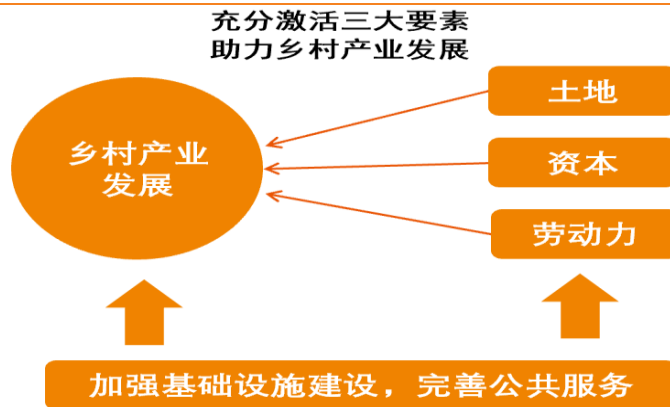 充分激活三大要素
助力乡村产业发展
土地
乡村产业
发展
资本
劳动力
加强基础设施建设，完善公共服务